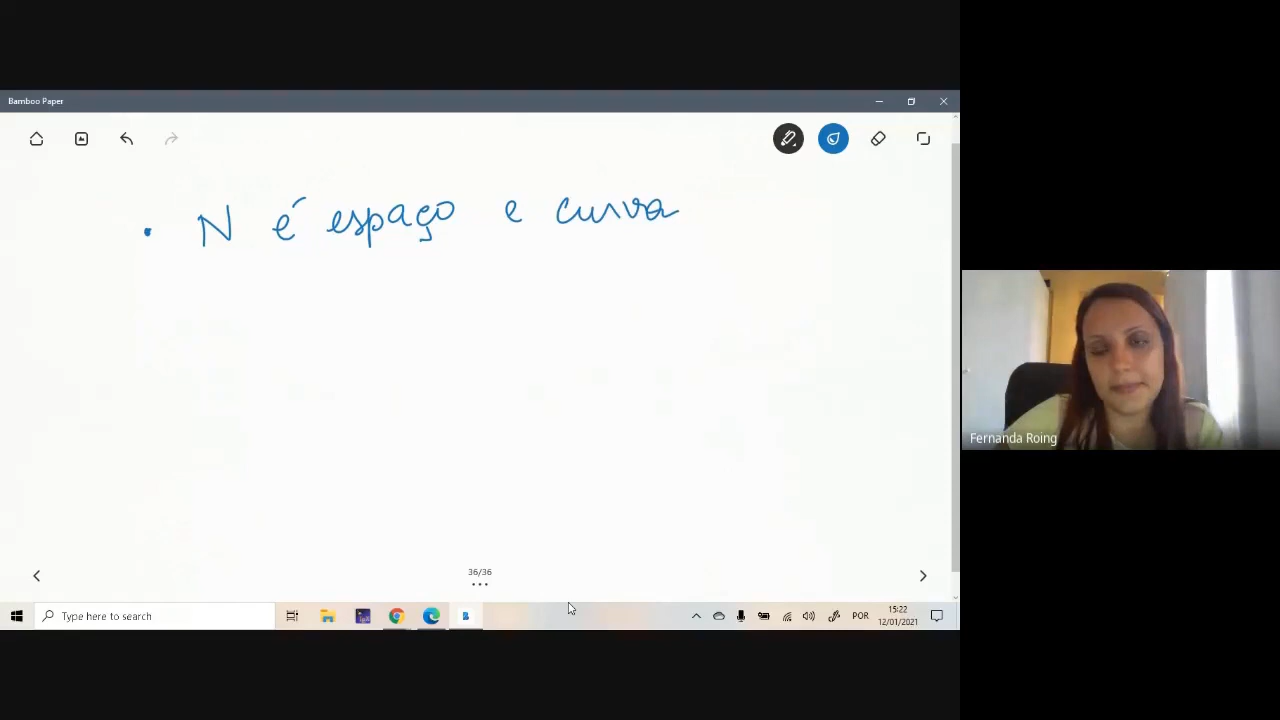 Bamboo Paper
• N é espaço e curva
Fernanda Roing
36/36
Type here to search
POR
15:22
12/01/2021